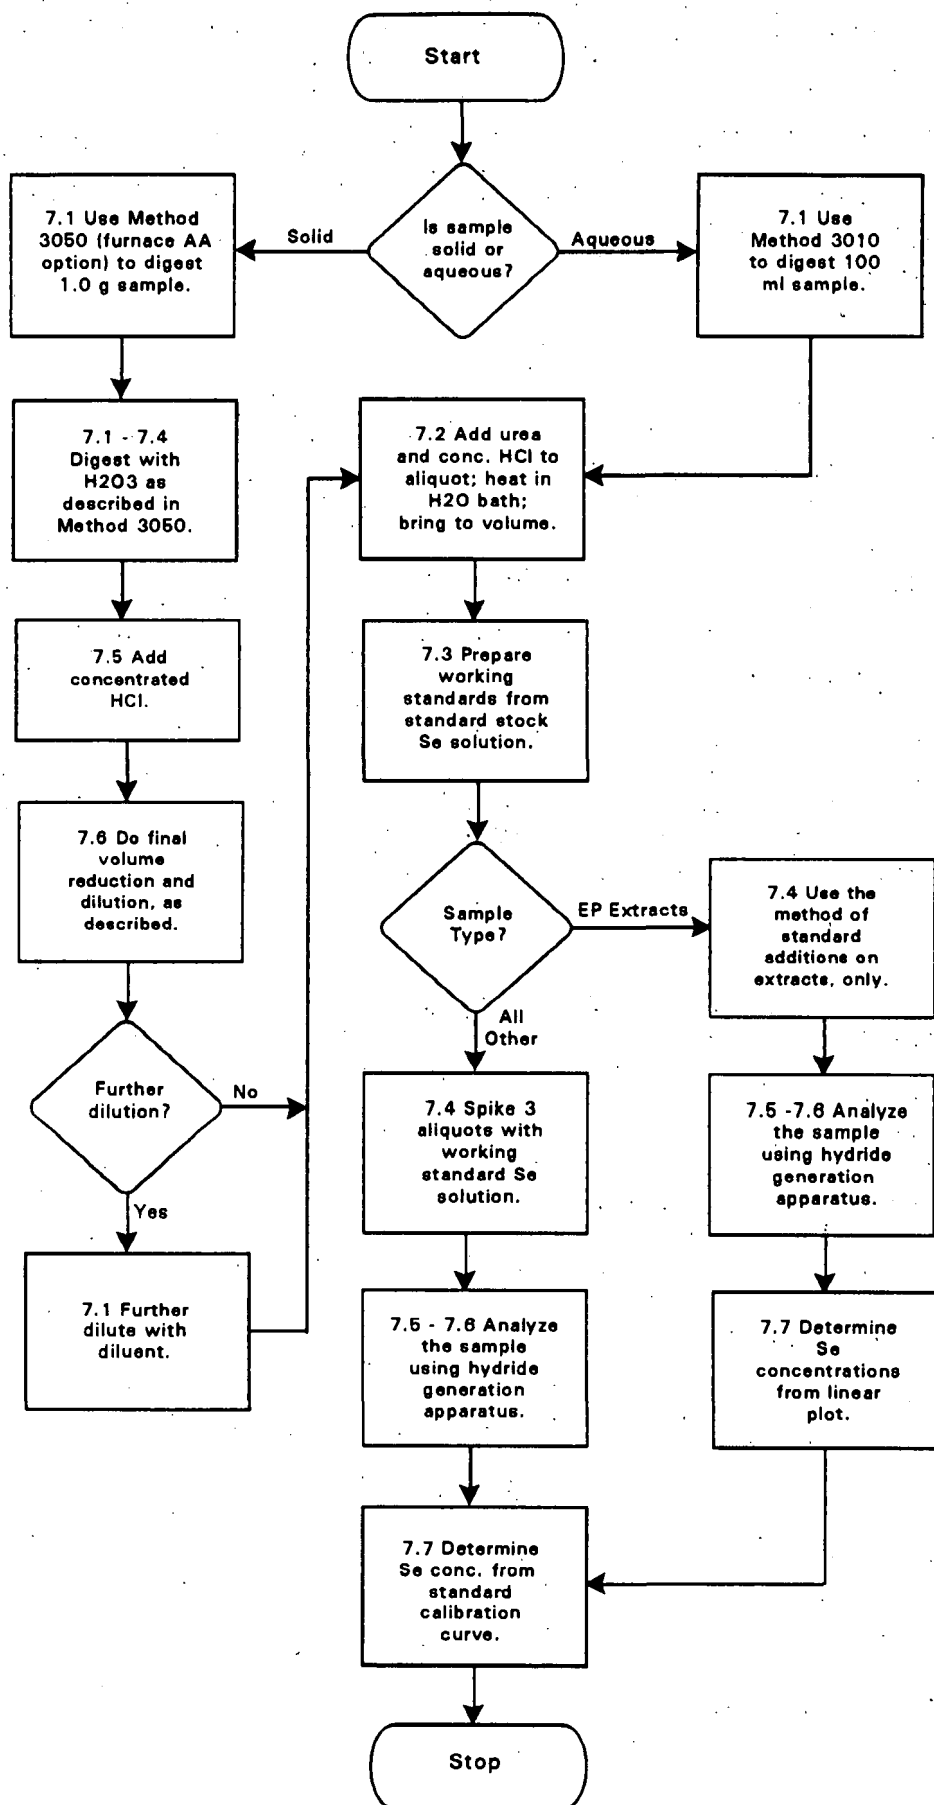 Start
Is sample
solid or
aqueous?
Solid
Aqueous
7.1 Use Method
3050 (furnace AA
option) to digest
1.0 g sample.
7.1 Use
Method 3010
to digest 100
ml sample.
7.1 - 7.4
Digest with
H2O3 as
described in
Method 3050.
7.5 Add
concentrated
HCl.
7.6 Do final
volume
reduction and
dilution, as
described.
Further
dilution?
No
Yes
7.1 Further
dilute with
diluent.
7.2 Add urea
and conc. HCl to
aliquot; heat in
H2O bath;
bring to volume.
7.3 Prepare
working
standards from
standard stock
Se solution.
Sample
Type?
EP Extracts
All
Other
7.4 Use the
method of
standard
additions on
extracts, only.
7.5 -7.6 Analyze
the sample
using hydride
generation
apparatus.
7.7 Determine
Se
concentrations
from linear
plot.
7.4 Spike 3
aliquots with
working
standard Se
solution.
7.5 - 7.6 Analyze
the sample
using hydride
generation
apparatus.
7.7 Determine
Se conc. from
standard
calibration
curve.
Stop